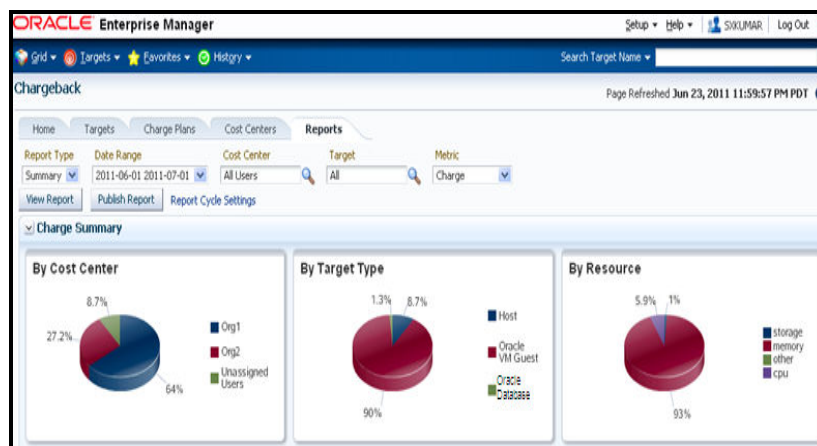 ORACLE Enterprise Manager
Setup Help SXKUMAR Log Out
Grid Targets Favorites History Search Target Name
Chargeback
Page Refreshed Jun 23, 2011 11:59:57 PM PDT
Home Targets Charge Plans Cost Centers Reports
Report Type Date Range Cost Center Target Metric
Summary 2011-06-01 2011-07-01 All Users All Charge
View Report Publish Report Report Cycle Settings
Charge Summary
By Cost Center
8.7%
27.2%
64%
Org1
Org2
Unassigned
Users
By Target Type
1.3% 8.7%
90%
Host
Oracle
VM Guest
Oracle
Database
By Resource
5.9% 1%
93%
storage
memory
other
cpu